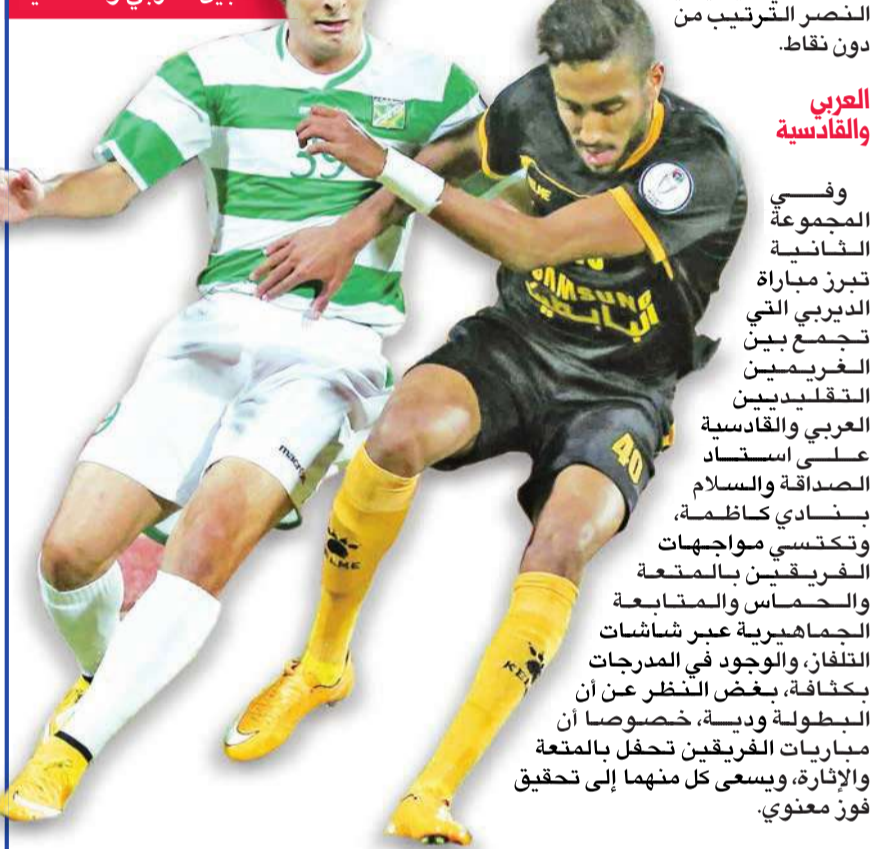 النصر الترتيب من
دون نقاط.
العربي
والقادسية
وفي
المجموعة
الثانية
تبرز مباراة
الديربي التي
تجمع بين
الغريمين
التقليديين
العربي والقادسية
على استاد
الصداقة والسلام
بنادي كاظمة،
وتكتسي مواجهات
الفريقين بالمتعة
والحماس والمتابعة
الجماهيرية عبر شاشات
التلفاز، والوجود في المدرجات
بكثافة، بغض النظر عن أن
البطولة ودية، خصوصا أن
مباريات الفريقين تحفل بالمتعة
والإثارة، ويسعى كل منهما إلى تحقيق
فوز معنوي.
39
SAMSUNG
البابطين
40
macron
KELME